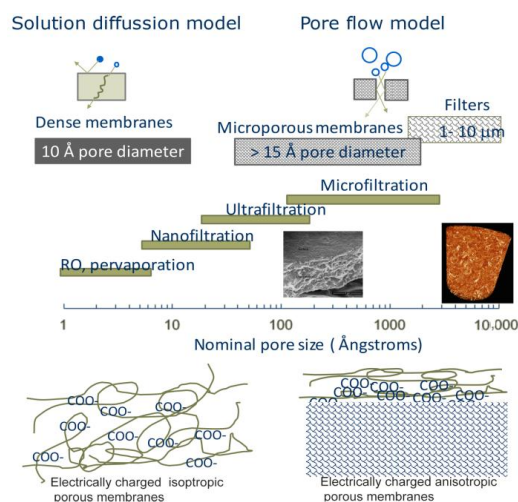 Solution diffussion model
Pore flow model
Filters
1- 10 µm
Dense membranes
Microporous membranes
10 Å pore diameter
> 15 Å pore diameter
Microfiltration
Ultrafiltration
Nanofiltration
RO, pervaporation
1
10
100
1000
10,000
Nominal pore size ( Ångstroms)
COO-
COO-
COO-
COO-
COO-
COO-
COO-
COO-
COO-
COO-
Electrically charged isoptropic
porous membranes
COO-
COO-
COO-
COO-
COO-
COO-
COO-
Electrically charged anisotropic
porous membranes